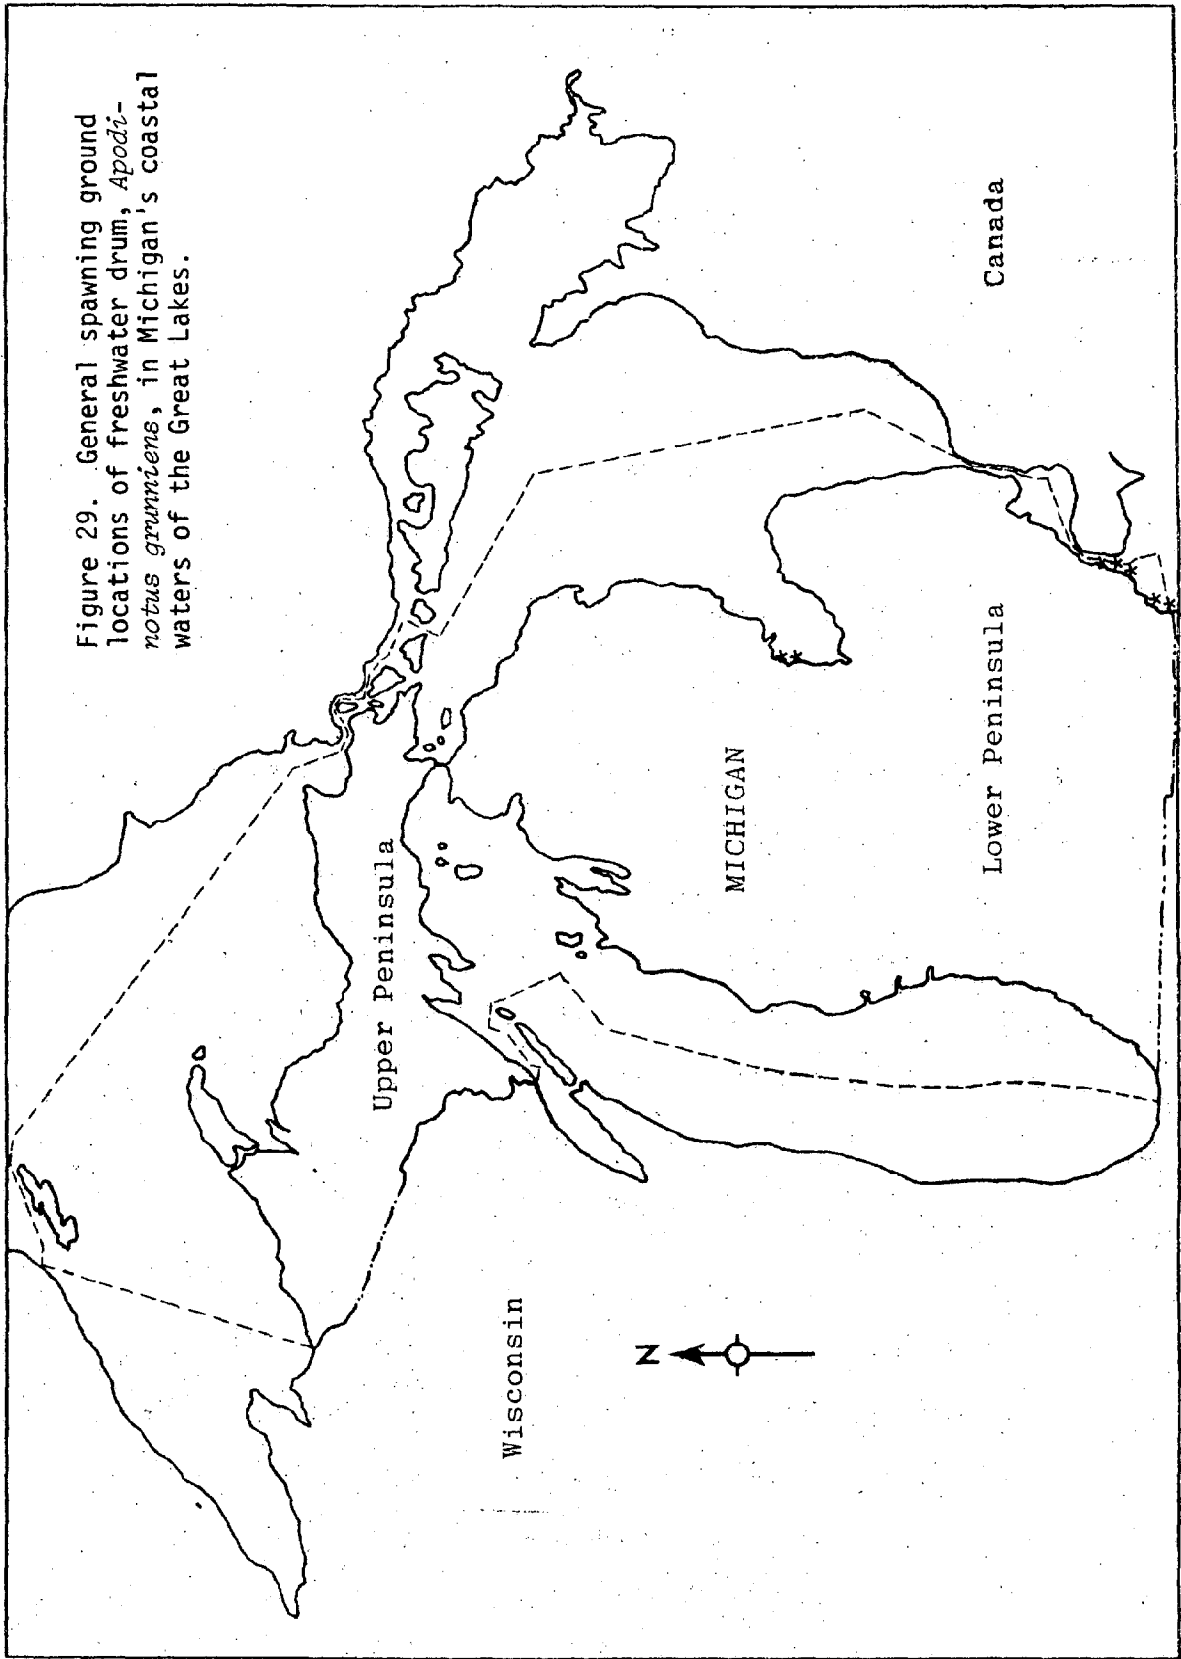 Figure 29. General spawning ground
locations of freshwater drum, Apodi-
notus grunniens, in Michigan's coastal
waters of the Great Lakes.
Canada
Upper Peninsula
MICHIGAN
Lower Peninsula
Wisconsin
N